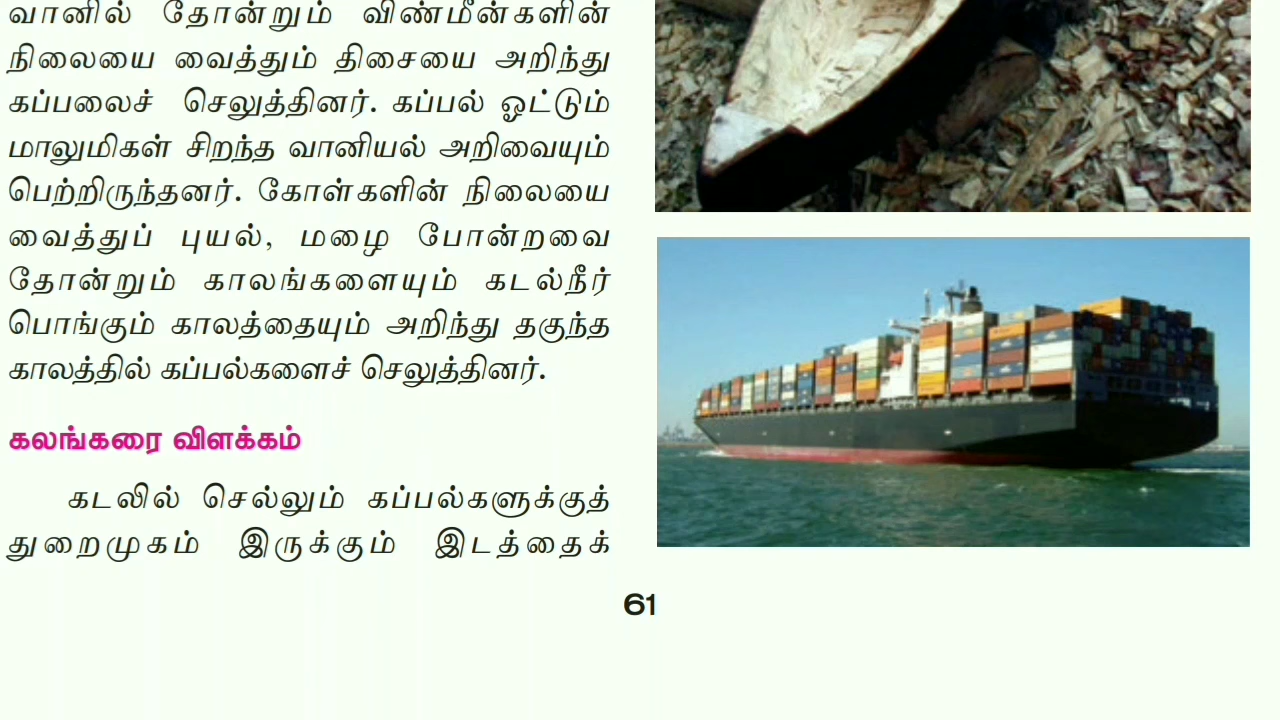 வானில் தோன்றும் விண்மீன்களின்
நிலையை வைத்தும் திசையை அறிந்து
கப்பலைச் செலுத்தினர். கப்பல் ஓட்டும்
மாலுமிகள் சிறந்த வானியல் அறிவையும்
பெற்றிருந்தனர். கோள்களின் நிலையை
வைத்துப் புயல், மழை போன்றவை
தோன்றும் காலங்களையும் கடல்நீர்
பொங்கும் காலத்தையும் அறிந்து தகுந்த
காலத்தில் கப்பல்களைச் செலுத்தினர்.
கலங்கரை விளக்கம்
கடலில் செல்லும் கப்பல்களுக்குத்
துறைமுகம் இருக்கும் இடத்தைக்
61